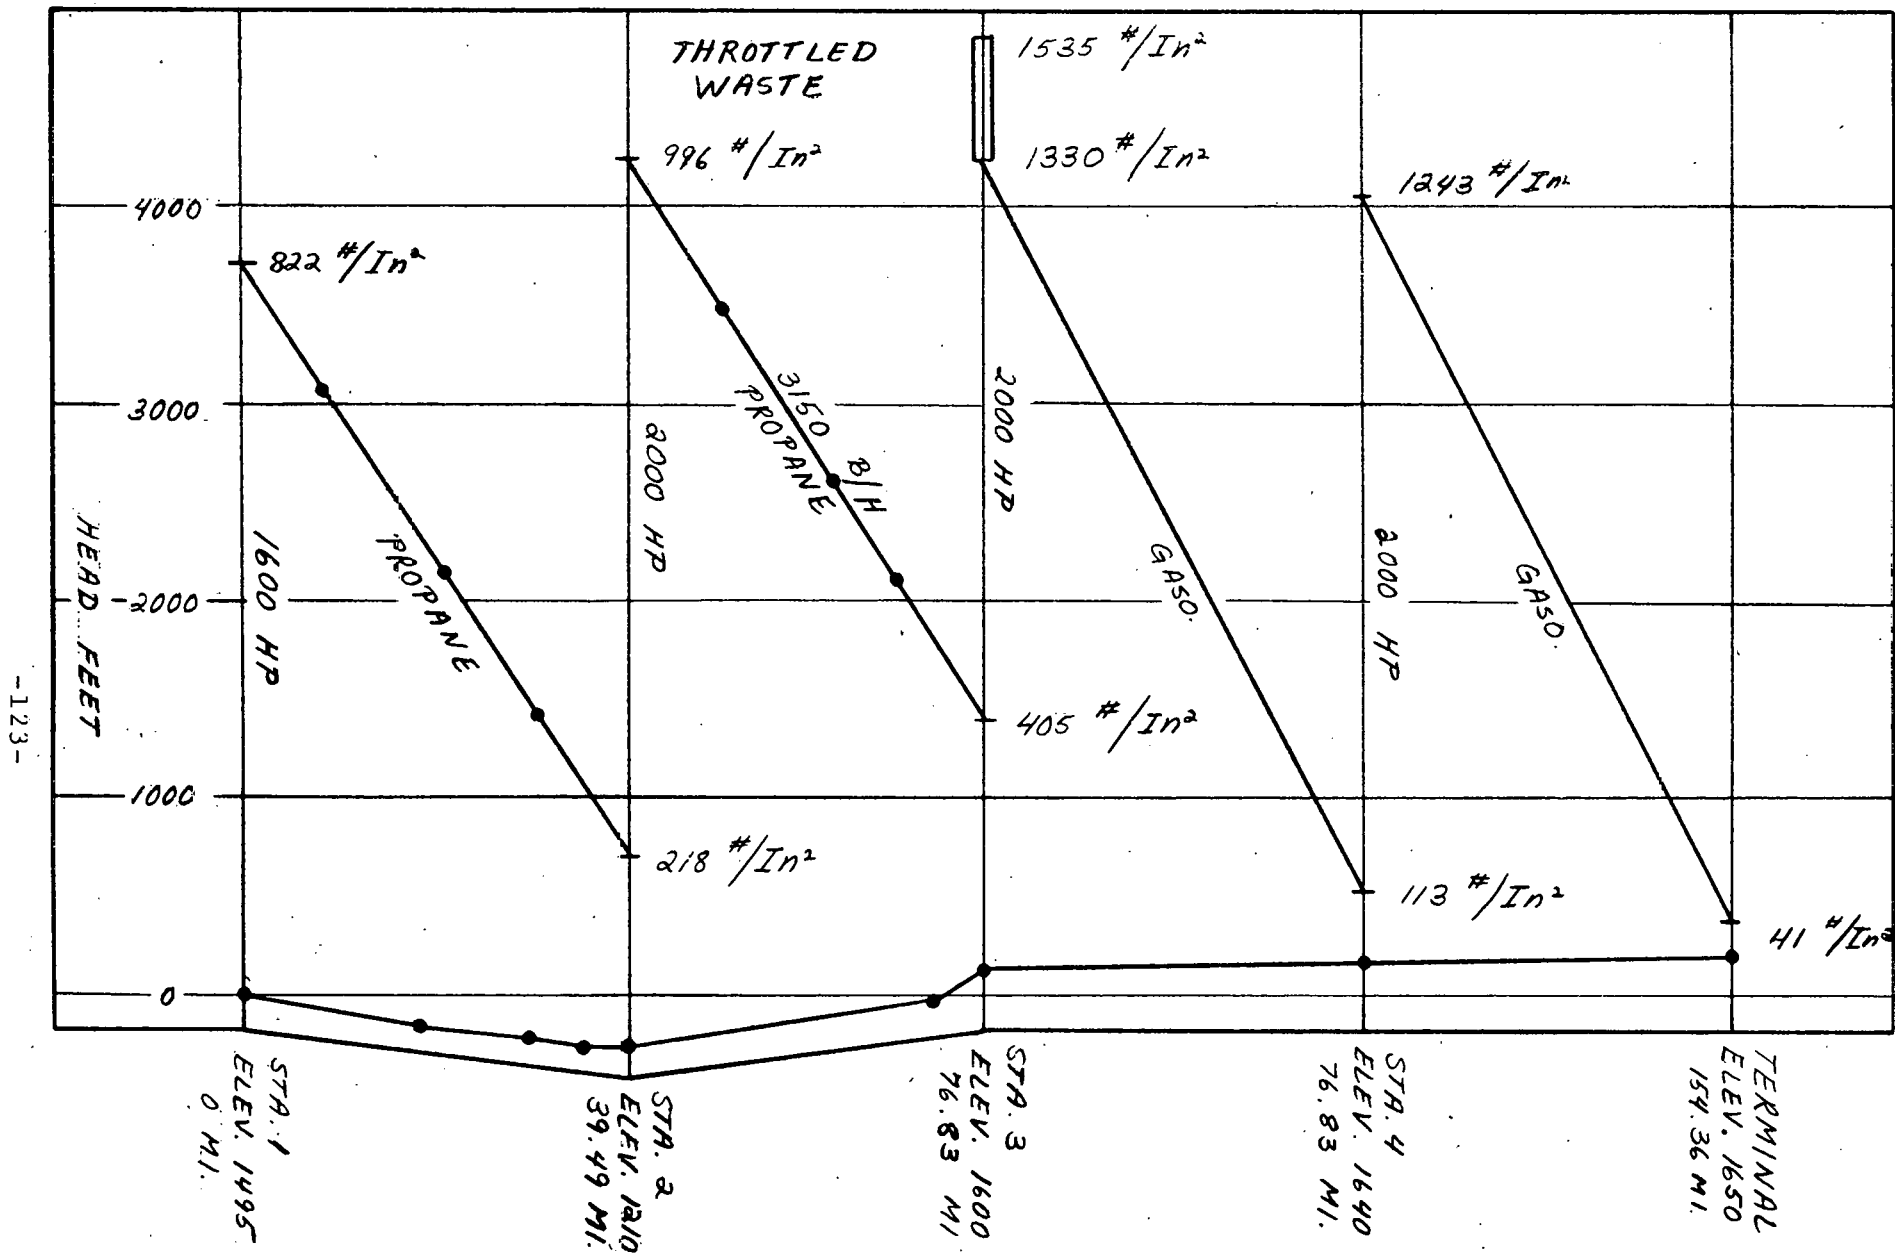 THROTTLED
WASTE
1535 #/In²
1330 #/In²
996 #/In²
1243 #/In²
822 #/In²
4000
3000
2000
1000
0
HEAD FEET
1600 HP
PROPANE
2000 HP
3150 B/H
PROPANE
2000 HP
GASO.
2000 HP
GASO.
218 #/In²
405 #/In²
113 #/In²
41 #/In²
STA. 1
ELEV. 1495
0 MI.
STA. 2
ELEV. 1210
39.49 MI.
STA. 3
ELEV. 1600
76.83 MI
STA. 4
ELEV. 1640
76.83 MI.
TERMINAL
ELEV. 1650
154.36 MI.
-123-